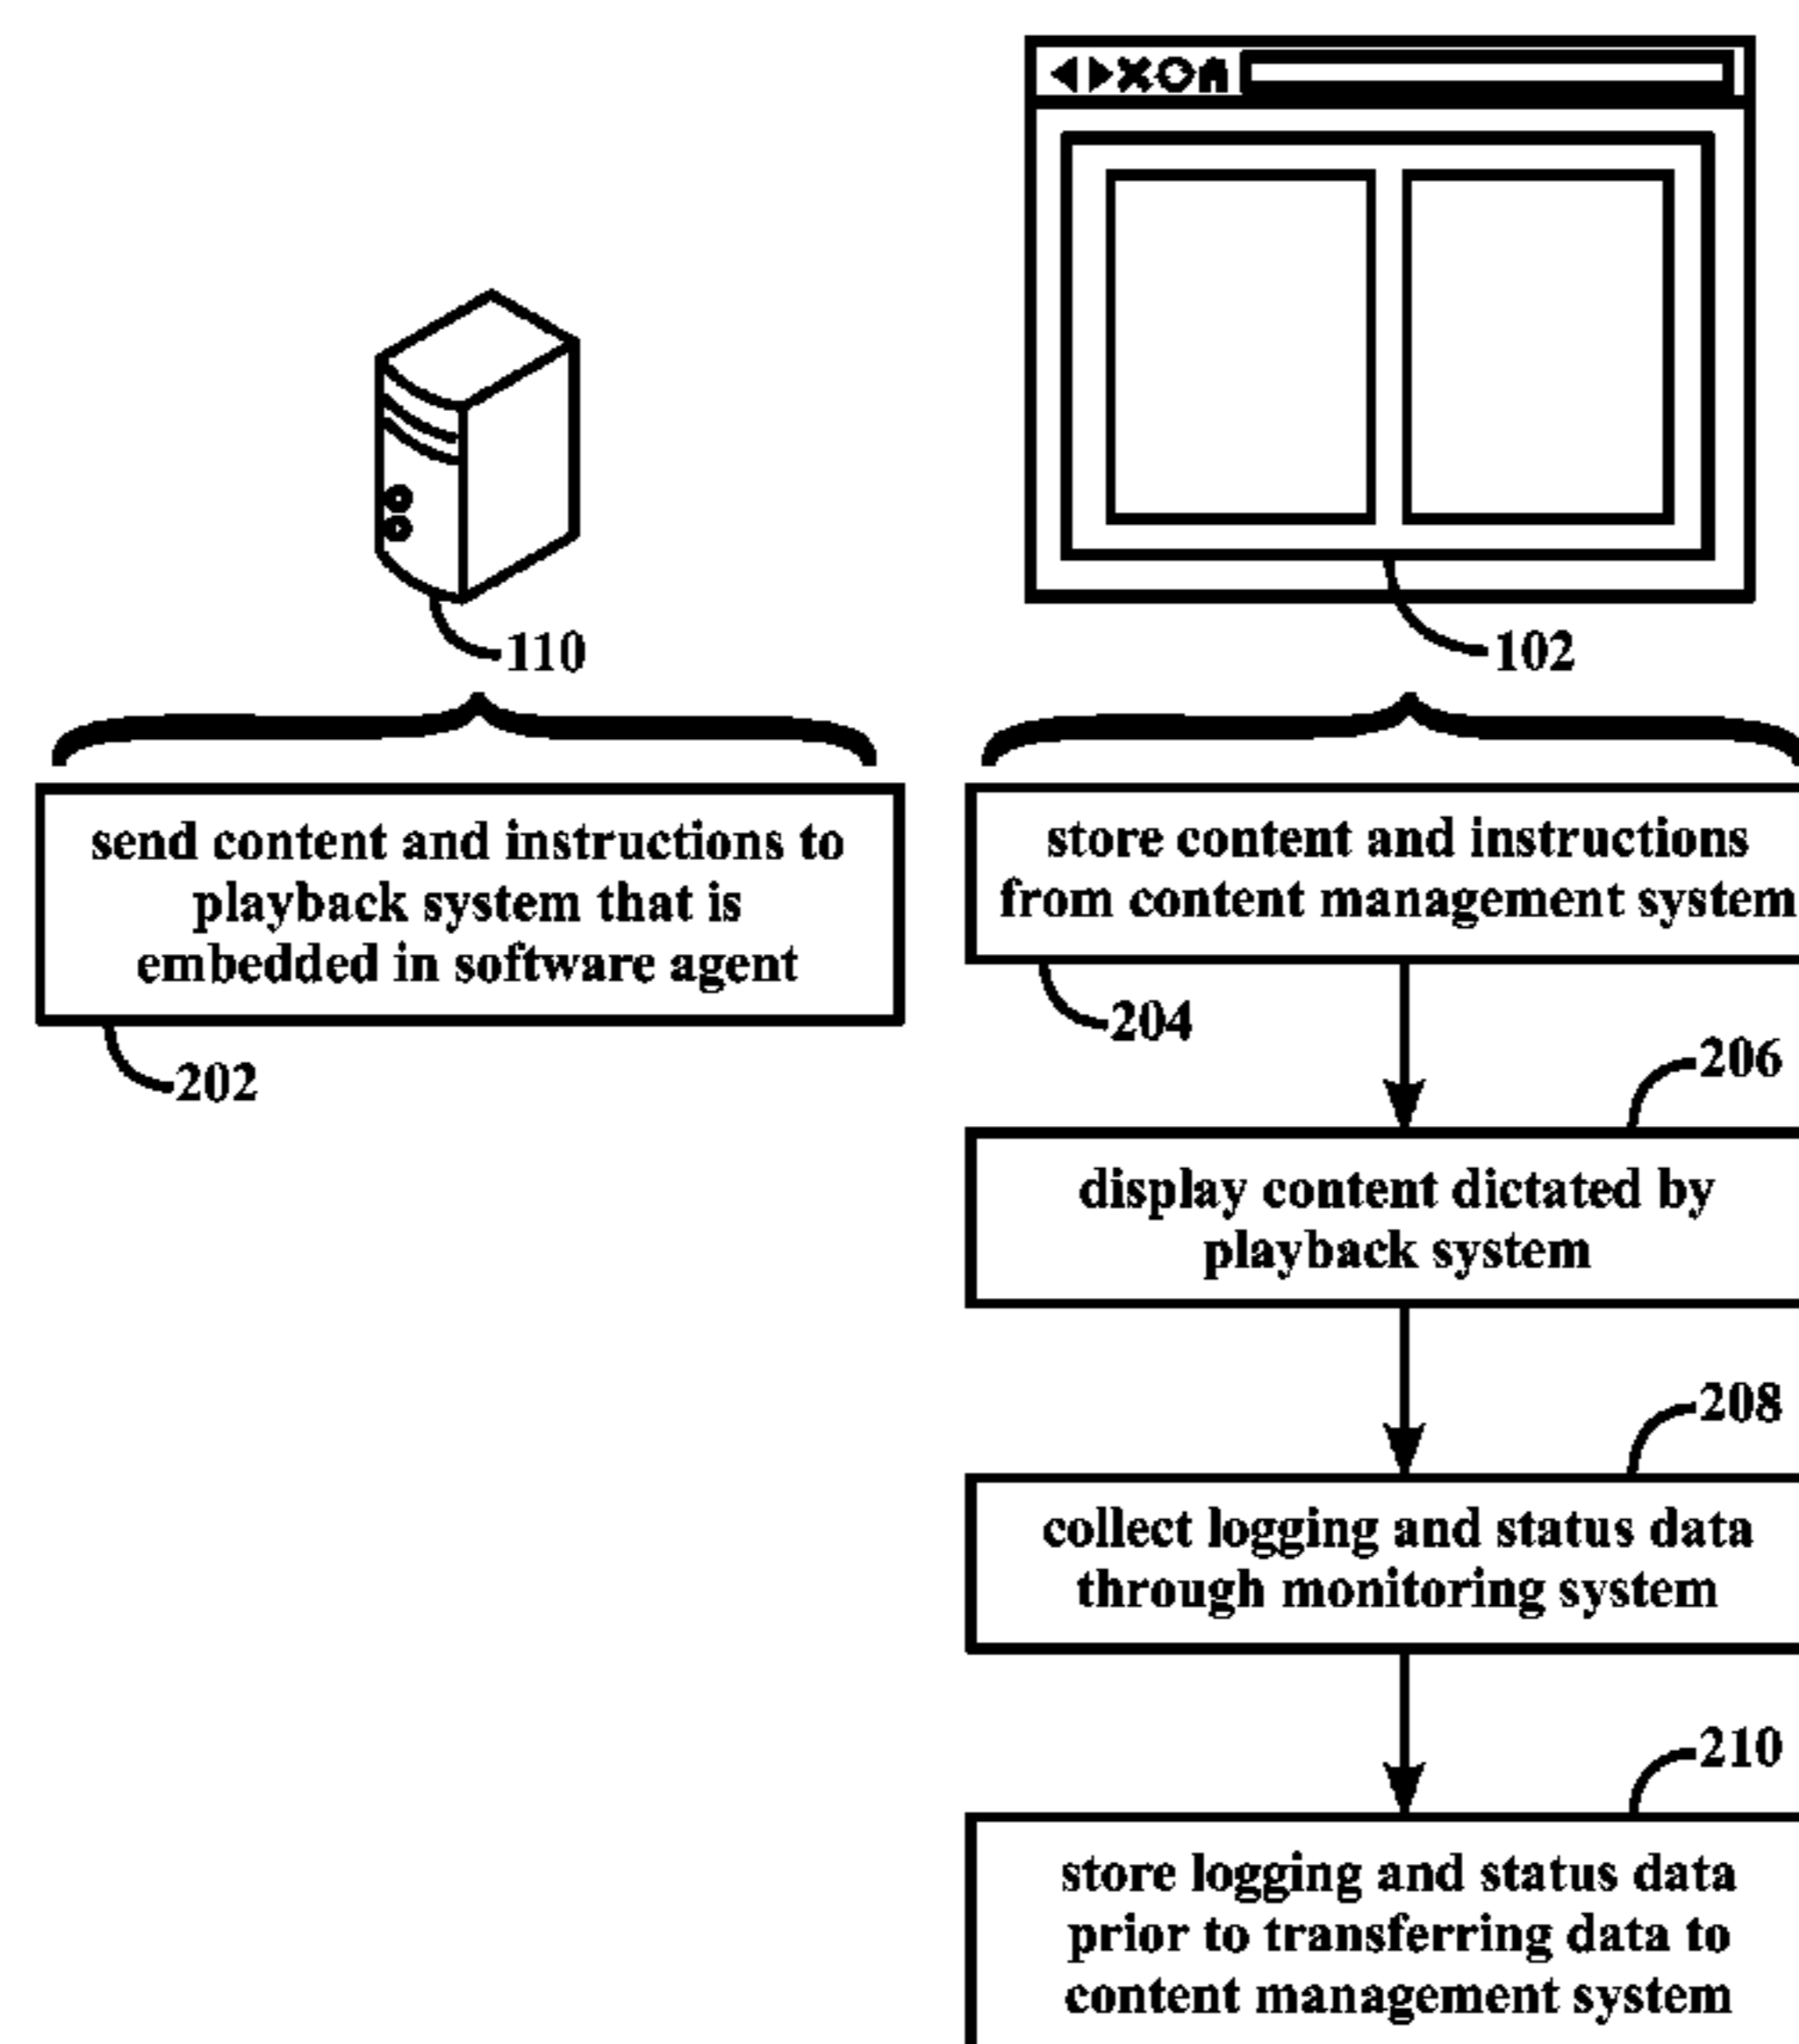 110
102
send content and instructions to
playback system that is
embedded in software agent
202
store content and instructions
from content management system
204
206
display content dictated by
playback system
208
collect logging and status data
through monitoring system
210
store logging and status data
prior to transferring data to
content management system